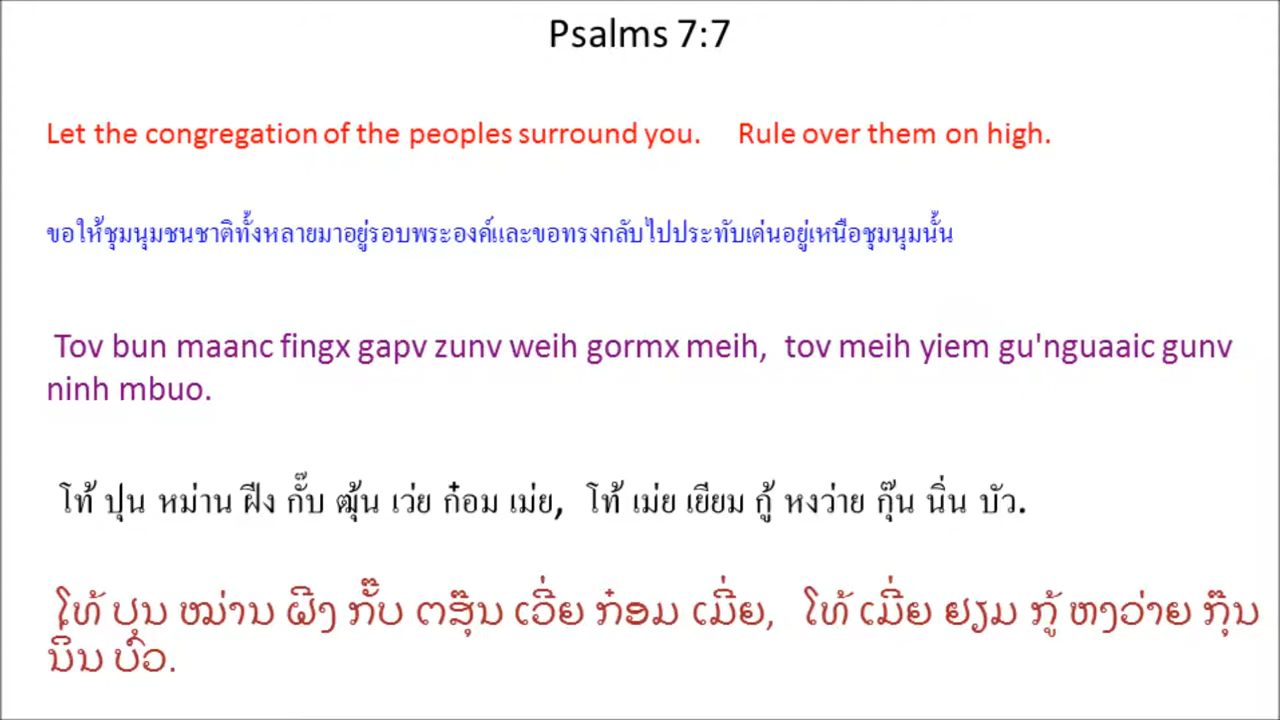 Psalms 7:7
Let the congregation of the peoples surround you. Rule over them on high.
ขอให้ชุมนุมชนชาติทั้งหลายมาอยู่รอบพระองค์และขอทรงกลับไปประทับเด่นอยู่เหนือชุมนุมนั้น
Tov bun maanc fingx gapv zunv weih gormx meih, tov meih yiem gu'nguaaic gunv
ninh mbuo.
โท้ ปุน หม่าน ฝีง กั๊บ ฒุ้น เว่ย ก๋อม เม่ย, โท้ เม่ย เยียม กู้ หงว่าย กุ๊น นิ่น บัว.
ໂທ້ ປຸນ ໝ່ານ ຝີງ ກັ໊ບ ຕສຸ໊ນ ເວີ່ຍ ກ໋ອມ ເມີ່ຍ, ໂທ້ ເມີ່ຍ ຢຽມ ກູ້ ຫງວ່າຍ ກຸ໊ນ
ນິ່ນ ບົວ.